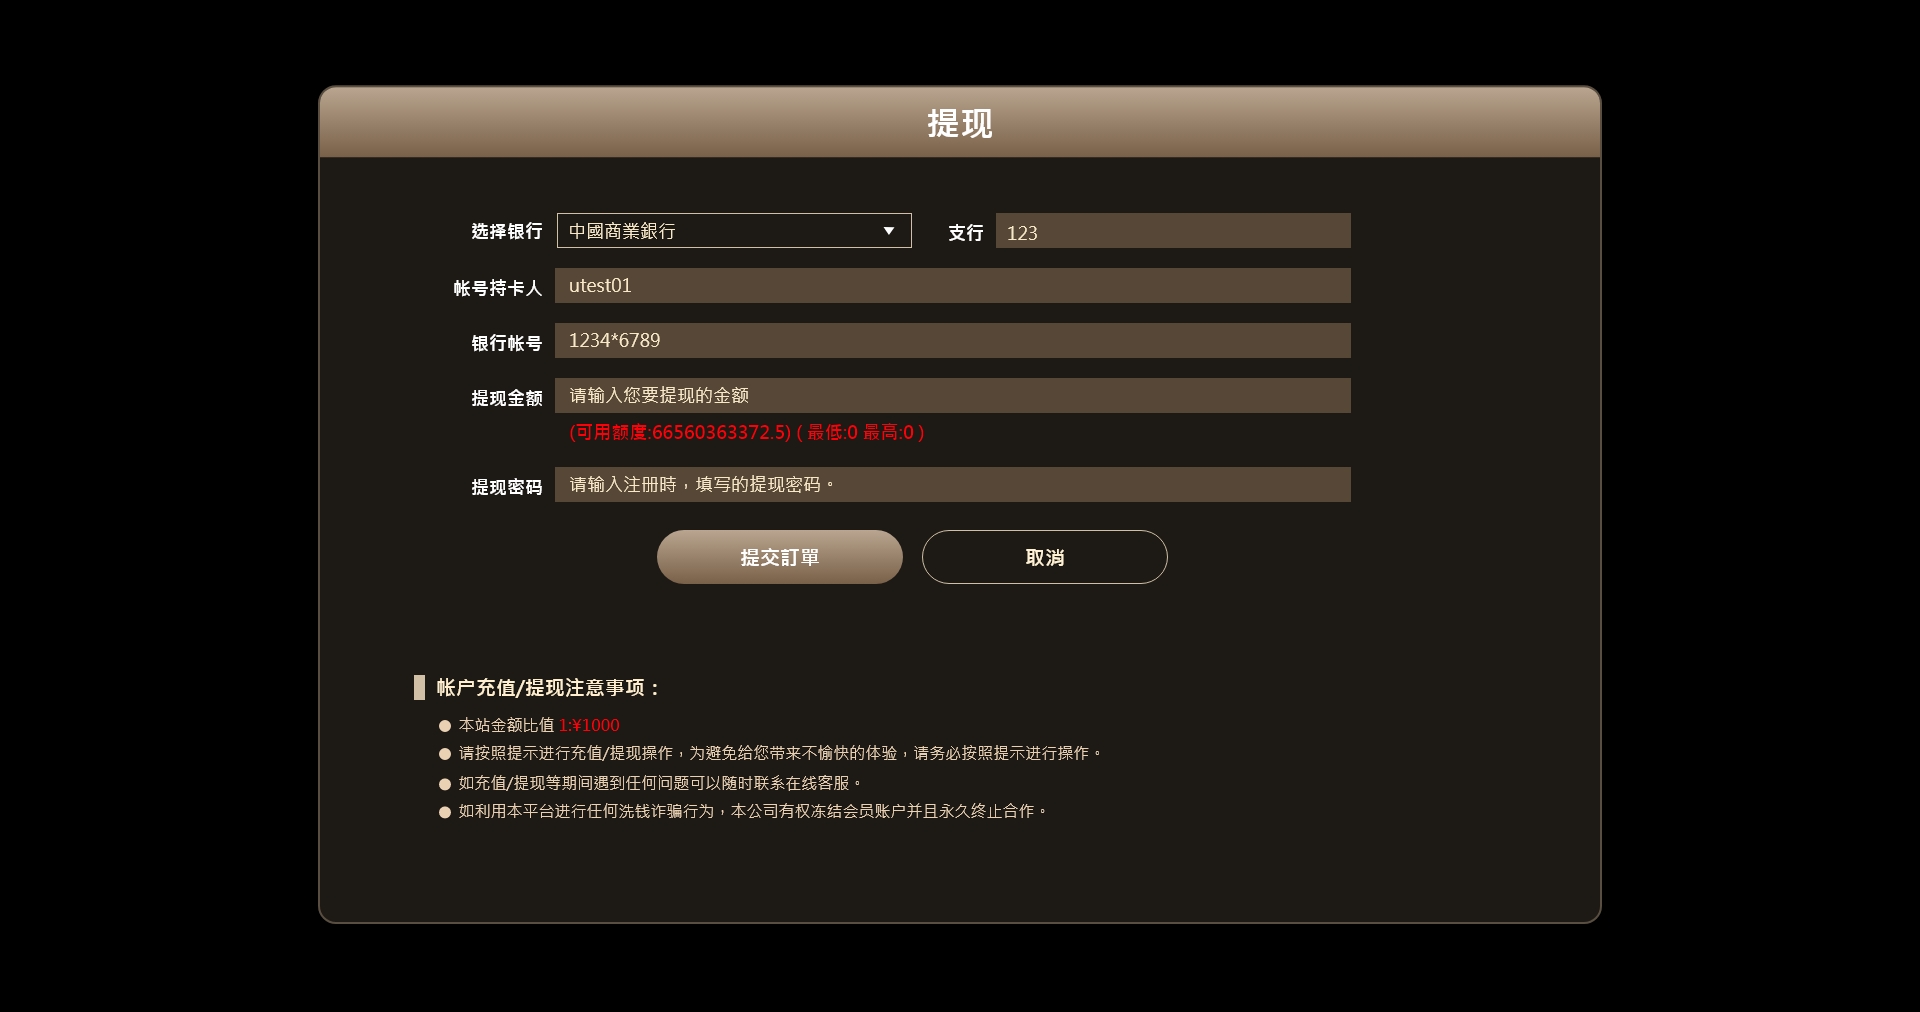 提现
选择银行 中國商業銀行 支行 123
帐号持卡人 utest01
银行帐号 1234*6789
提现金额 请输入您要提现的金额
(可用额度:66560363372.5) ( 最低:0 最高:0 )
提现密码 请输入注册時，填写的提现密码。
提交訂單 取消
帐户充值/提现注意事项：
本站金额比值 1:¥1000
请按照提示进行充值/提现操作，为避免给您带来不愉快的体验，请务必按照提示进行操作。
如充值/提现等期间遇到任何问题可以随时联系在线客服。
如利用本平台进行任何洗钱诈骗行为，本公司有权冻结会员账户并且永久终止合作。